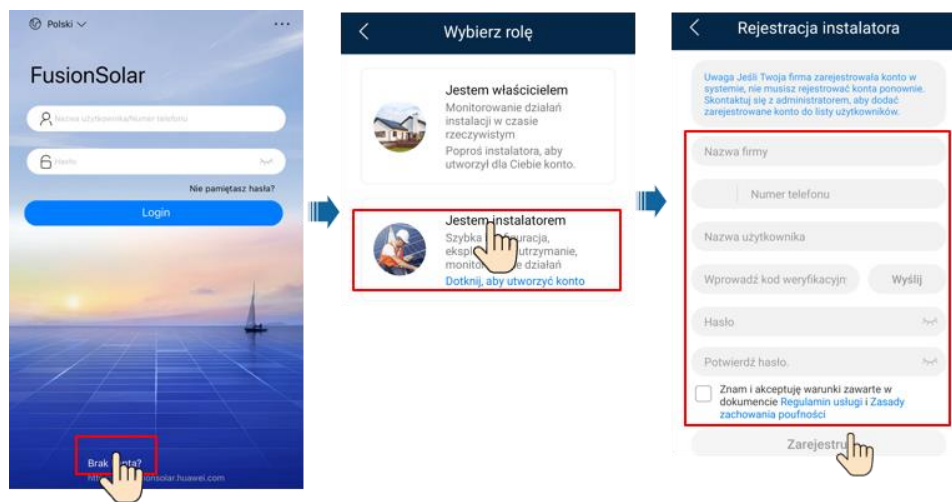 Polski
FusionSolar
Nazwa użytkownika/Numer telefonu
Hasło
Nie pamiętasz hasła?
Login
Brak
Wybierz rolę
Jestem właścicielem
Monitorowanie działań
instalacji w czasie
rzeczywistym
Poproś instalatora, aby
utworzył dla Ciebie konto.
Jestem instalatorem
Szybka
utrzymanie,
działań
Dotknij, aby utworzyć konto
Rejestracja instalatora
Uwaga Jeśli Twoja firma zarejestrowała konto w
systemie, nie musisz rejestrować konta ponownie.
Skontaktuj się z administratorem, aby dodać
zarejestrowane konto do listy użytkowników.
Nazwa firmy
Numer telefonu
Nazwa użytkownika
Wprowadź kod weryfikacyjn Wyślij
Hasło
Potwierdź hasło.
Znam i akceptuję warunki zawarte w
dokumencie Regulamin usługi i Zasady
zachowania poufności
Zarejestru